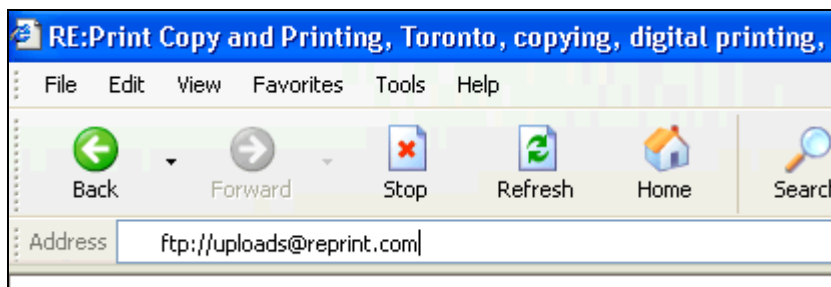 RE:Print Copy and Printing, Toronto, copying, digital printing,
File Edit View Favorites Tools Help
Back Forward Stop Refresh Home Search
Address ftp://uploads@reprint.com